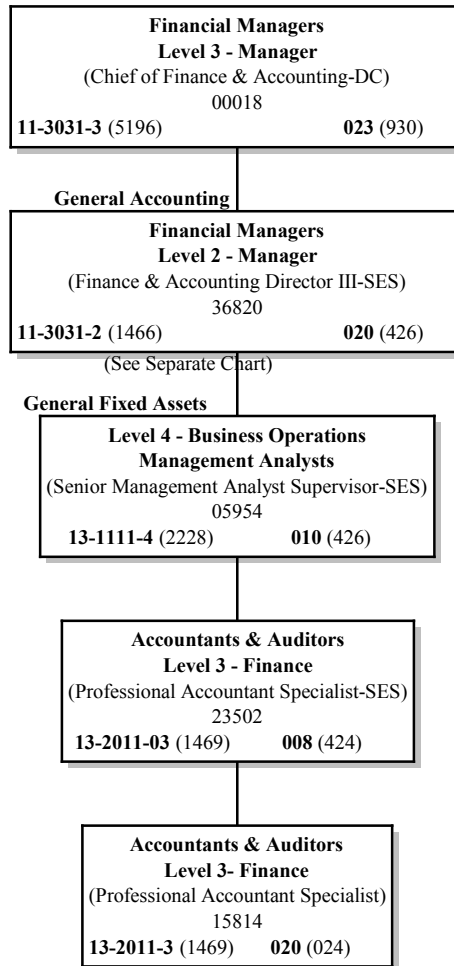 Financial Managers
Level 3 - Manager
(Chief of Finance & Accounting-DC)
00018
11-3031-3 (5196) 023 (930)
General Accounting
Financial Managers
Level 2 - Manager
(Finance & Accounting Director III-SES)
36820
11-3031-2 (1466) 020 (426)
(See Separate Chart)
General Fixed Assets
Level 4 - Business Operations
Management Analysts
(Senior Management Analyst Supervisor-SES)
05954
13-1111-4 (2228) 010 (426)
Accountants & Auditors
Level 3 - Finance
(Professional Accountant Specialist-SES)
23502
13-2011-03 (1469) 008 (424)
Accountants & Auditors
Level 3- Finance
(Professional Accountant Specialist)
15814
13-2011-3 (1469) 020 (024)